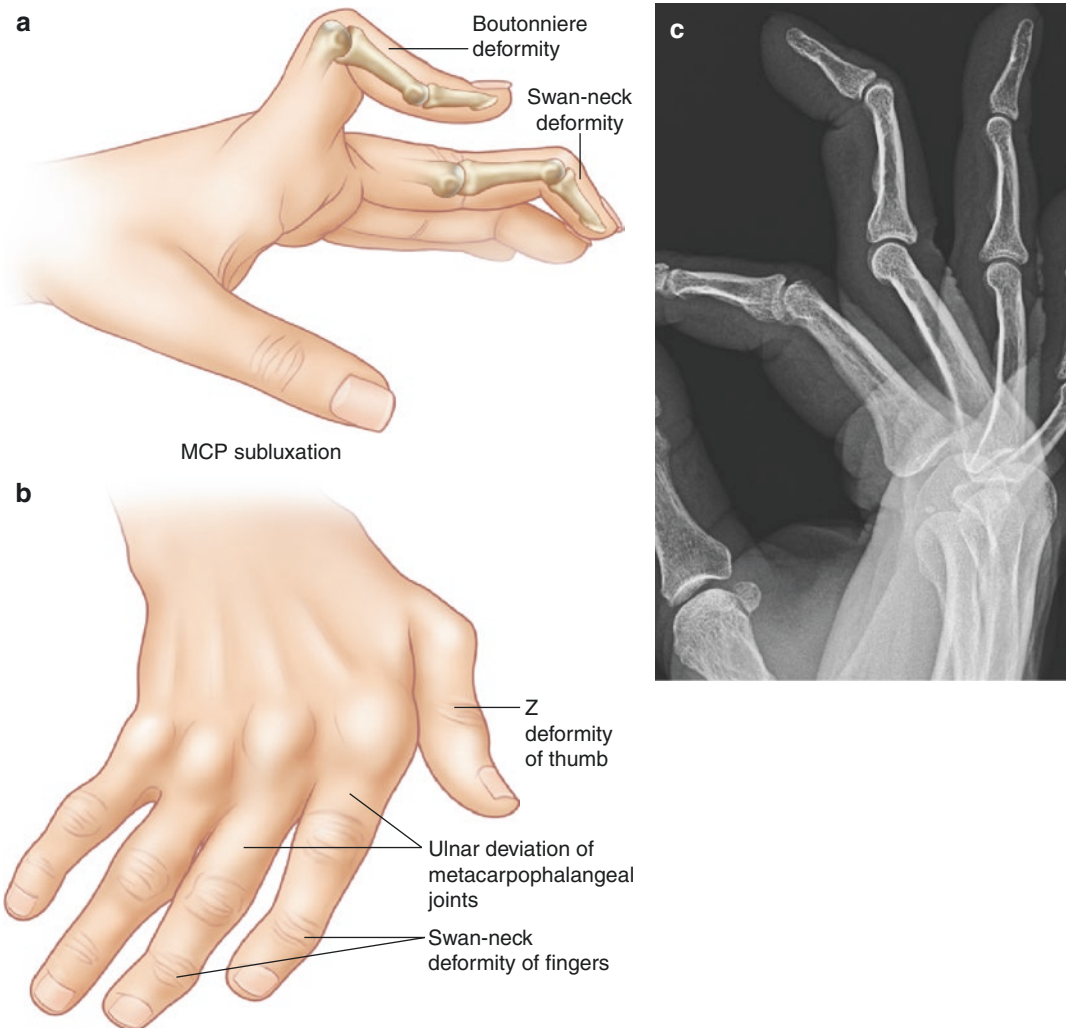 a
Boutonniere
deformity
Swan-neck
deformity
MCP subluxation
b
Z
deformity
of thumb
Ulnar deviation of
metacarpophalangeal
joints
Swan-neck
deformity of fingers
c